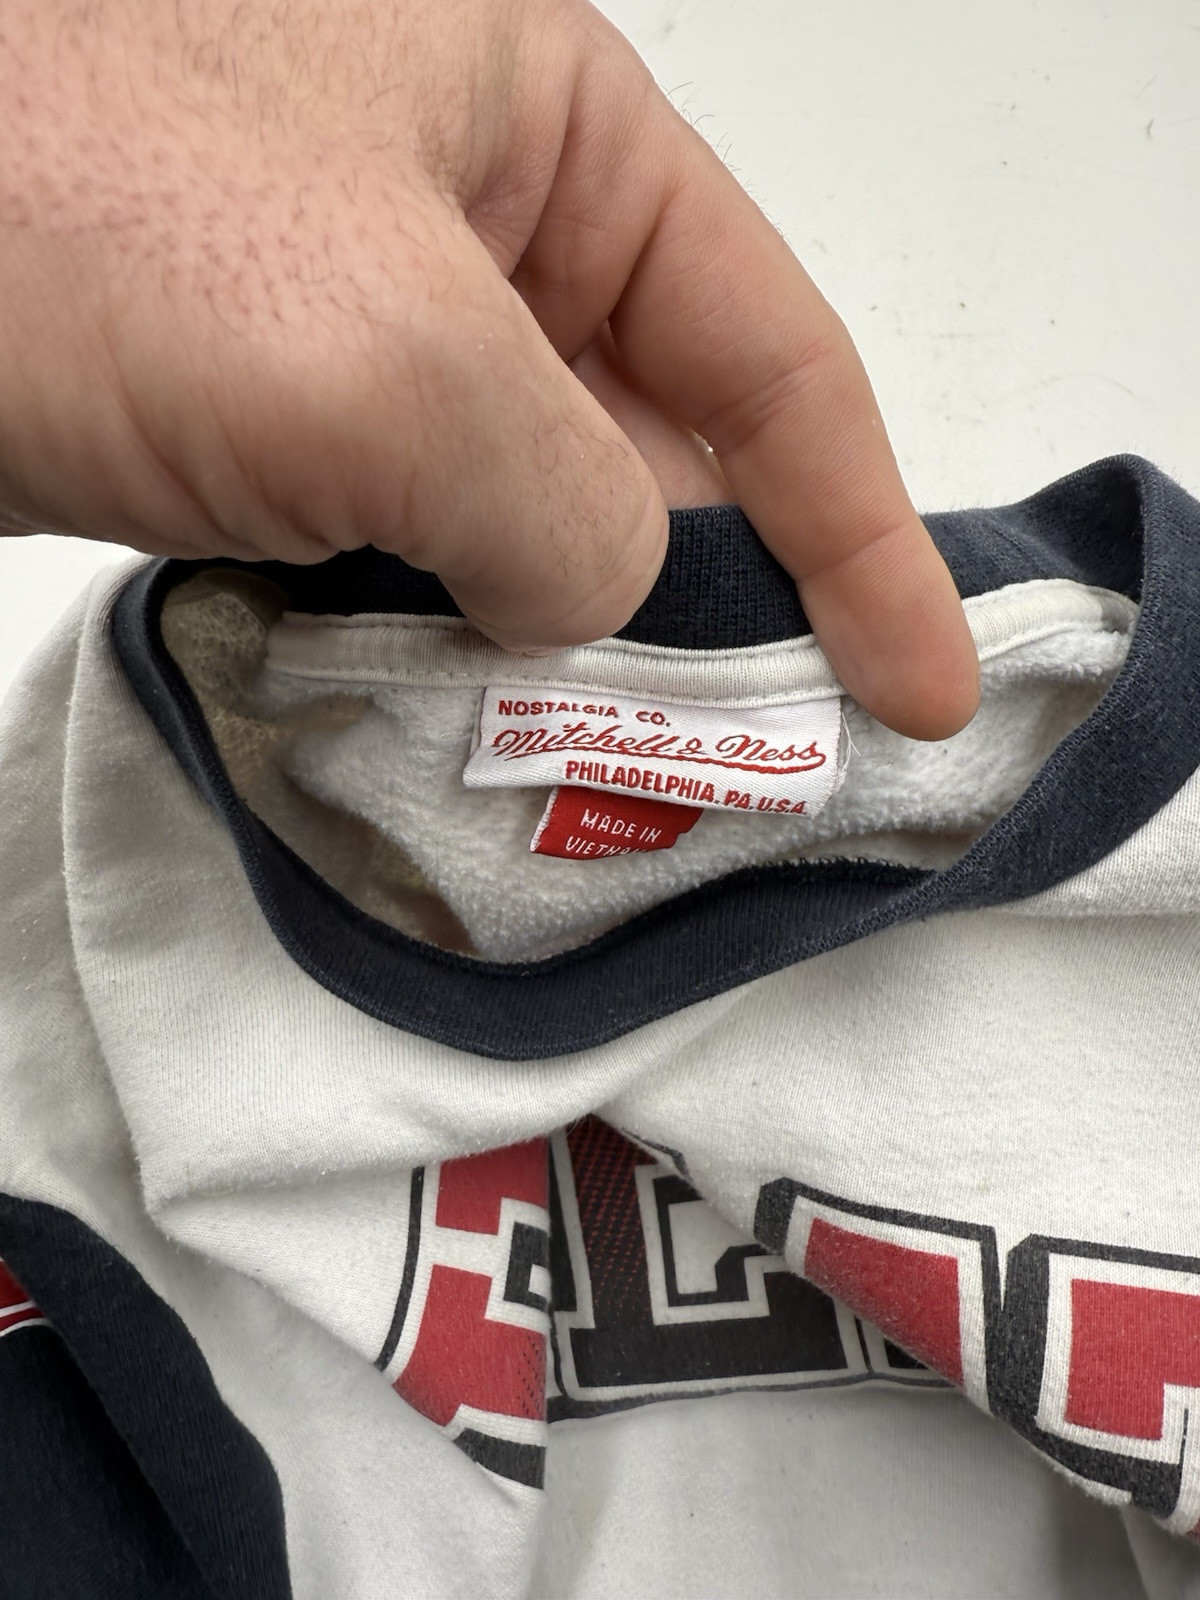 NOSTALGIA CO.
Mitchell & Ness
PHILADELPHIA, PA, U.S.A.
MADE IN